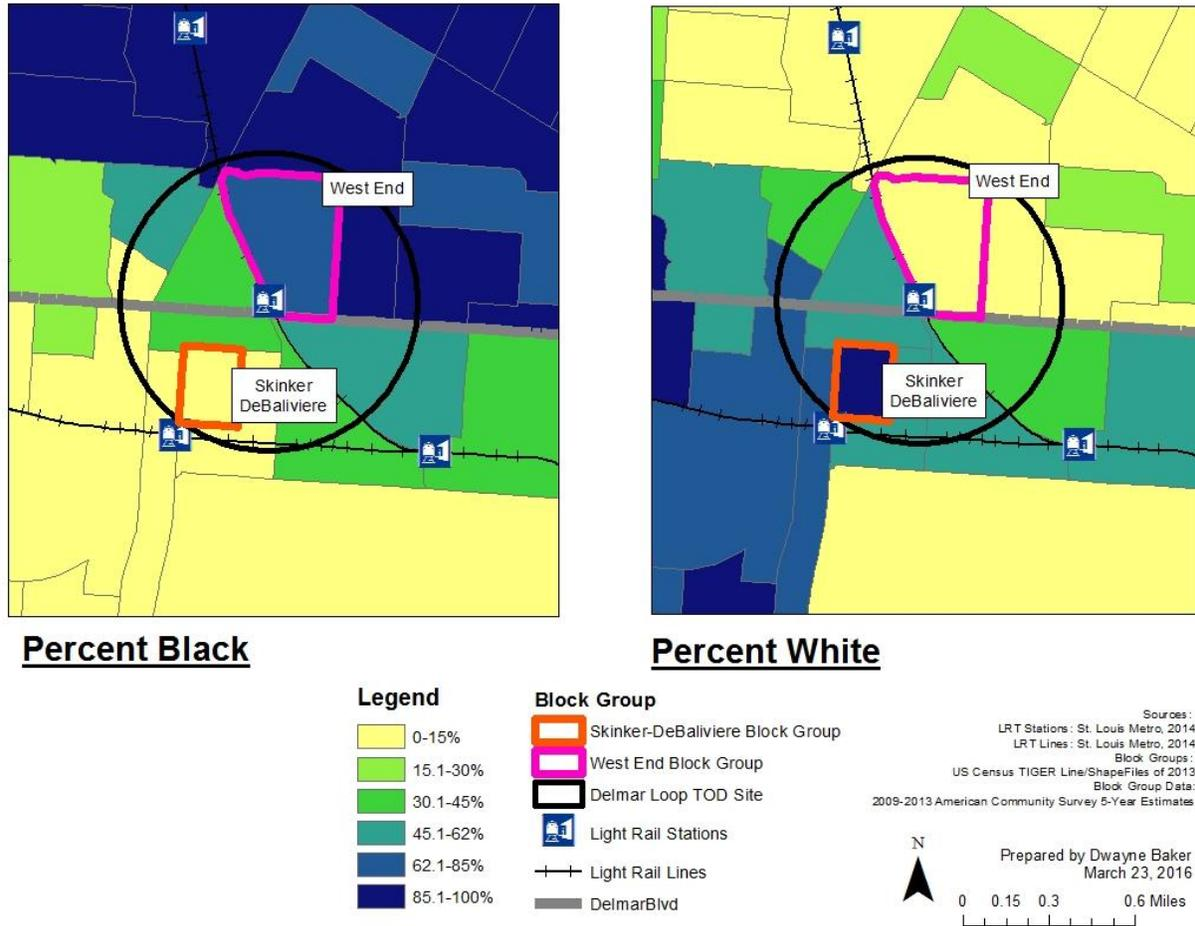 West End
Skinker
DeBaliviere
West End
Skinker
DeBaliviere
Percent Black
Percent White
Legend
0-15%
15.1-30%
30.1-45%
45.1-62%
62.1-85%
85.1-100%
Block Group
Skinker-DeBaliviere Block Group
West End Block Group
Delmar Loop TOD Site
Light Rail Stations
Light Rail Lines
DelmarBlvd
Sources:
LRT Stations: St. Louis Metro, 2014
LRT Lines: St. Louis Metro, 2014
Block Groups:
US Census TIGER Line/ShapeFiles of 2013
Block Group Data:
2009-2013 American Community Survey 5-Year Estimates
N
Prepared by Dwayne Baker
March 23, 2016
0 0.15 0.3 0.6 Miles